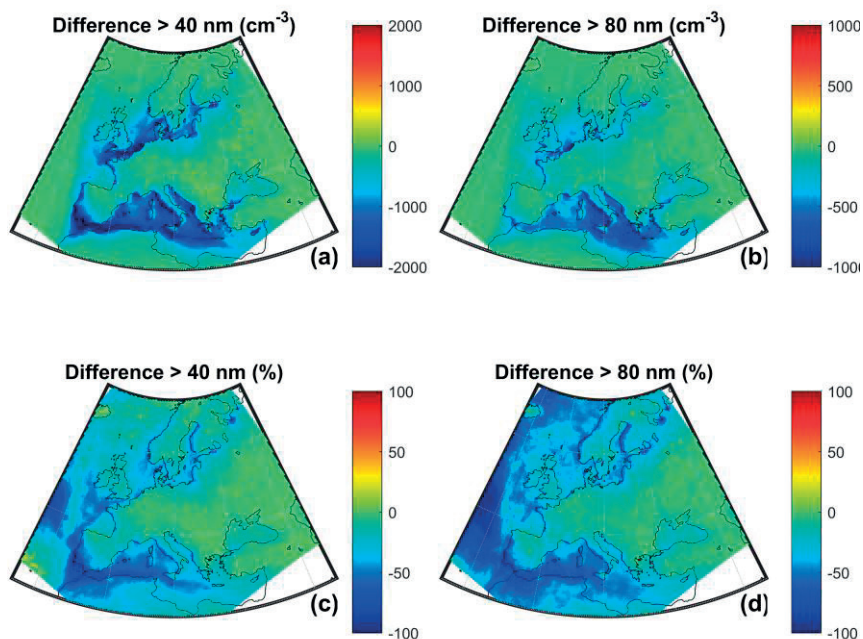 Difference > 40 nm (cm⁻³)
2000
1000
0
-1000
-2000
(a)
Difference > 80 nm (cm⁻³)
1000
500
0
-500
-1000
(b)
Difference > 40 nm (%)
100
50
0
-50
-100
(c)
Difference > 80 nm (%)
100
50
0
-50
-100
(d)